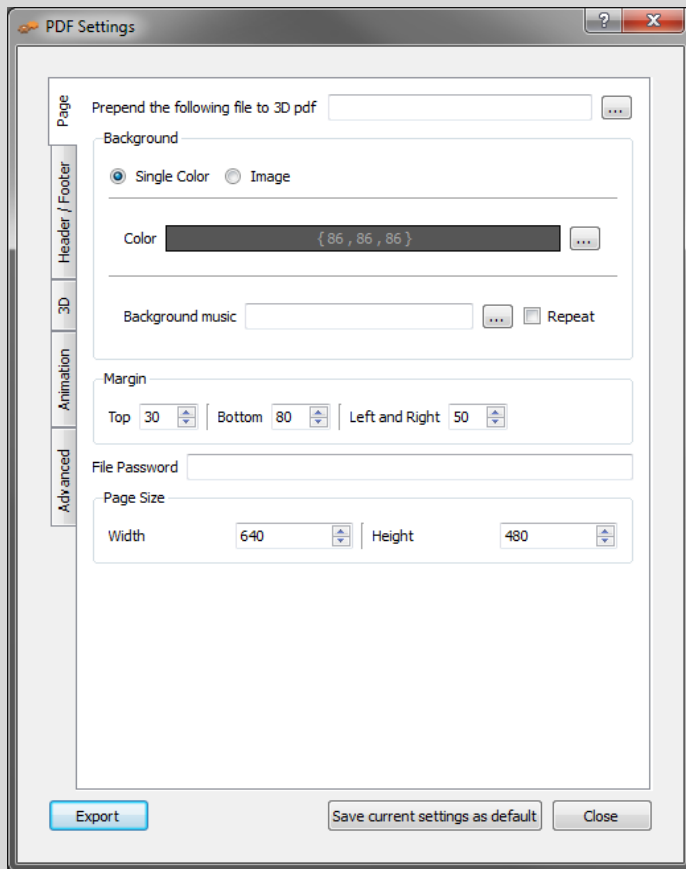 PDF Settings
?
Page
Header / Footer
3D
Animation
Advanced
Prepend the following file to 3D pdf ...
Background
Single Color Image
Color {86 , 86 , 86 } ...
Background music ... Repeat
Margin
Top 30 Bottom 80 Left and Right 50
File Password
Page Size
Width 640 Height 480
Export Save current settings as default Close